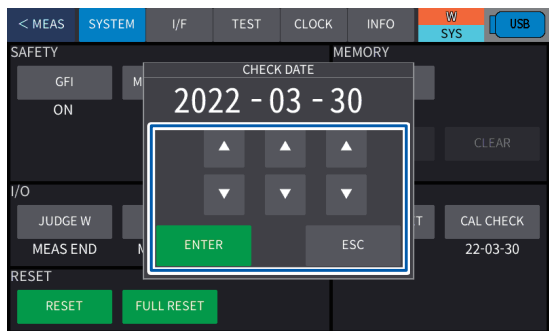 < MEAS SYSTEM I/F TEST CLOCK INFO W SYS USB
SAFETY MEMORY
GFI M CHECK DATE
ON 2022 - 03 - 30
CLEAR
I/O
JUDGE W T CAL CHECK
MEAS END M 22-03-30
ENTER ESC
RESET
RESET FULL RESET